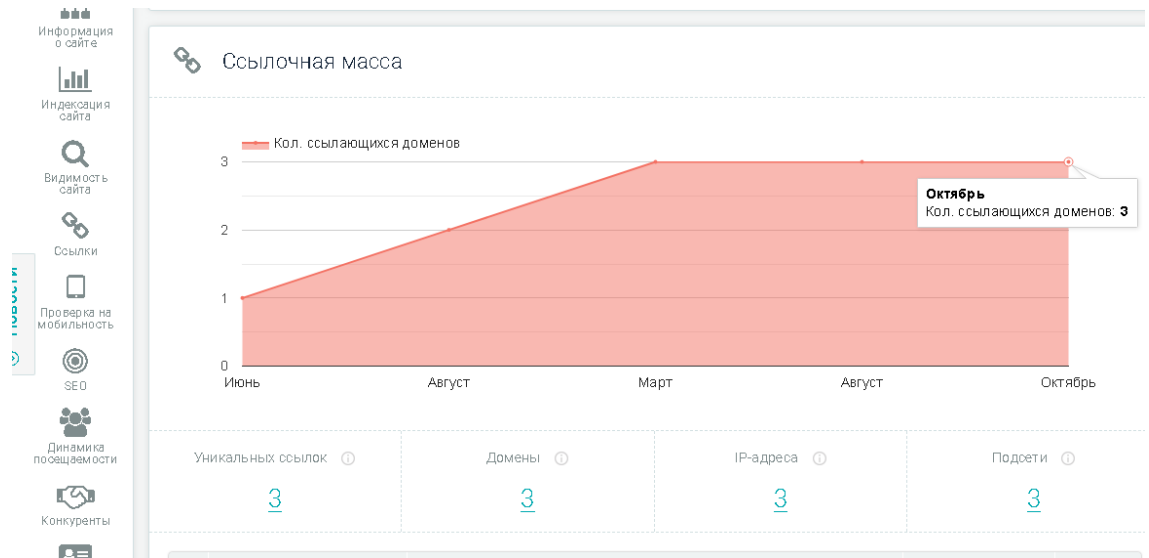 Информация
о сайте
Индексация
сайта
Видимость
сайта
Ссылки
Новости
Проверка на
мобильность
SEO
Динамика
посещаемости
Конкуренты
Ссылочная масса
Кол. ссылающихся доменов
3
2
1
0
Октябрь
Кол. ссылающихся доменов: 3
Июнь Август Март Август Октябрь
Уникальных ссылок Домены IP-адреса Подсети
3 3 3 3